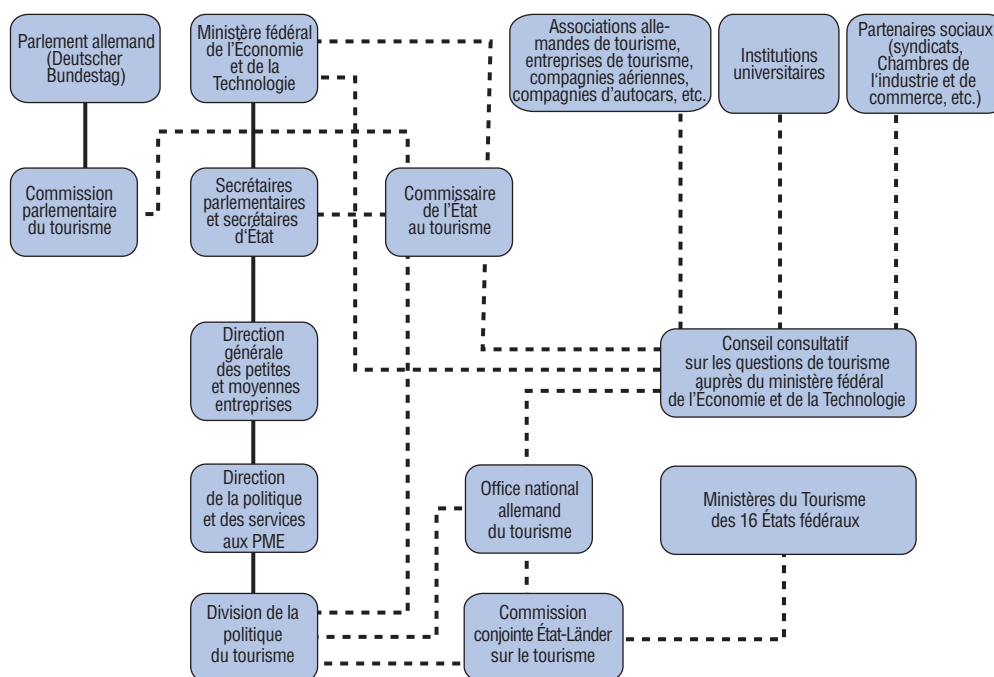 Parlement allemand
(Deutscher
Bundestag)
Ministère fédéral
de l’Économie
et de la
Technologie
Associations alle-
mandes de tourisme,
entreprises de tourisme,
compagnies aériennes,
compagnies d’autocars, etc.
Institutions
universitaires
Partenaires sociaux
(syndicats,
Chambres de
l‘industrie et de
commerce, etc.)
Commission
parlementaire
du tourisme
Secrétaires
parlementaires
et secrétaires
d‘État
Commissaire
de l’État
au tourisme
Direction
générale
des petites
et moyennes
entreprises
Conseil consultatif
sur les questions de tourisme
auprès du ministère fédéral
de l’Économie et de la Technologie
Direction
de la politique
et des services
aux PME
Office national
allemand
du tourisme
Ministères du Tourisme
des 16 États fédéraux
Division de la
politique
du tourisme
Commission
conjointe État-Länder
sur le tourisme